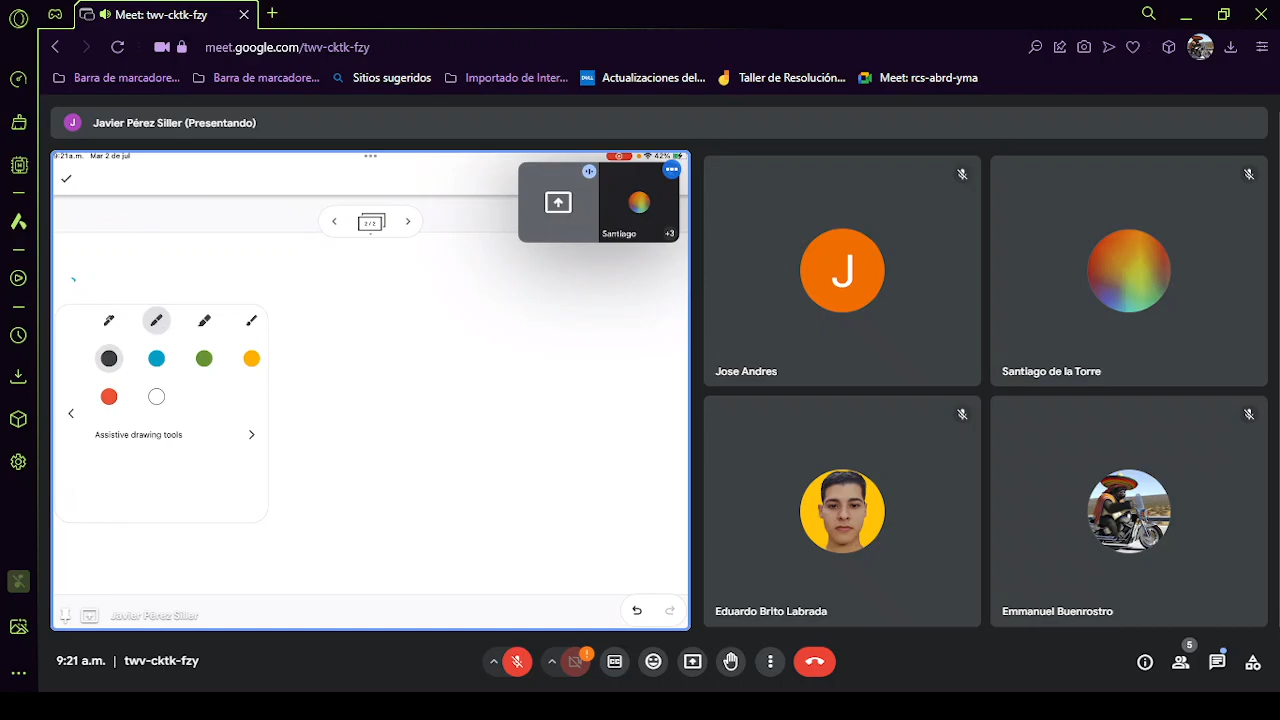 Meet: twv-cktk-fzy
meet.google.com/twv-cktk-fzy
Barra de marcadore...
Barra de marcadore...
Sitios sugeridos
Importado de Inter...
DELL
Actualizaciones del...
Taller de Resolución...
Meet: rcs-abrd-yma
J
Javier Pérez Siller (Presentando)
9:21a.m. Mar 2 de jul
42%
2/2
Santiago
+3
Assistive drawing tools
Javier Pérez Siller
J
Jose Andres
Santiago de la Torre
Eduardo Brito Labrada
Emmanuel Buenrostro
9:21 a.m. | twv-cktk-fzy
5